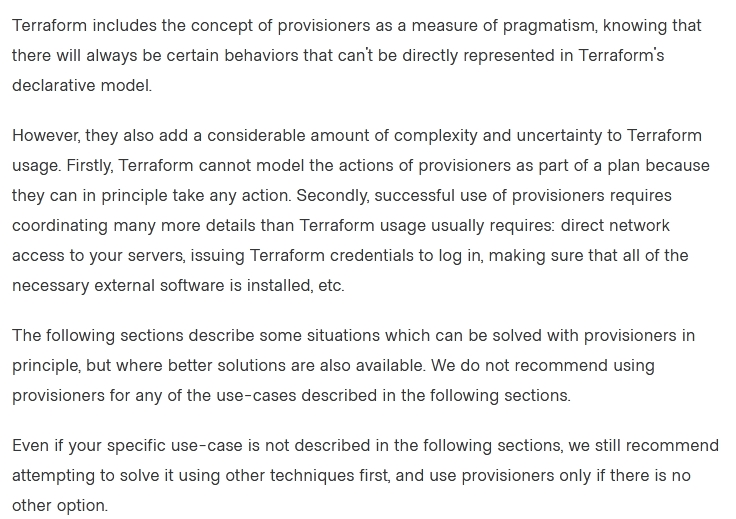 Terraform includes the concept of provisioners as a measure of pragmatism, knowing that
there will always be certain behaviors that can't be directly represented in Terraform's
declarative model.
However, they also add a considerable amount of complexity and uncertainty to Terraform
usage. Firstly, Terraform cannot model the actions of provisioners as part of a plan because
they can in principle take any action. Secondly, successful use of provisioners requires
coordinating many more details than Terraform usage usually requires: direct network
access to your servers, issuing Terraform credentials to log in, making sure that all of the
necessary external software is installed, etc.
The following sections describe some situations which can be solved with provisioners in
principle, but where better solutions are also available. We do not recommend using
provisioners for any of the use-cases described in the following sections.
Even if your specific use-case is not described in the following sections, we still recommend
attempting to solve it using other techniques first, and use provisioners only if there is no
other option.